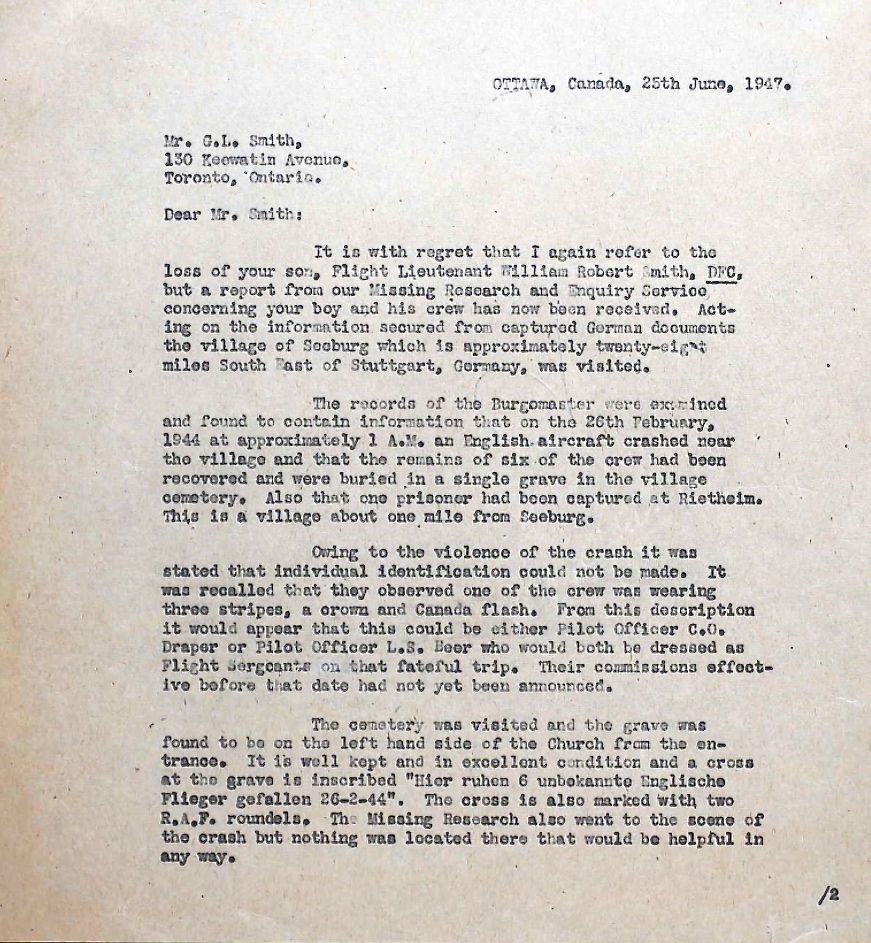 OTTAWA, Canada, 25th June, 1947.
Mr. G.L. Smith,
130 Keewatin Avenue,
Toronto, Ontario.
Dear Mr. Smith:
It is with regret that I again refer to the
loss of your son, Flight Lieutenant William Robert Smith, DFC,
but a report from our Missing Research and Enquiry Service
concerning your boy and his crew has now been received. Act-
ing on the information secured from captured German documents
the village of Seeburg which is approximately twenty-eight
miles South East of Stuttgart, Germany, was visited.
The records of the Burgomaster were examined
and found to contain information that on the 26th February,
1944 at approximately 1 A.M. an English aircraft crashed near
the village and that the remains of six of the crew had been
recovered and were buried in a single grave in the village
cemetery. Also that one prisoner had been captured at Rietheim.
This is a village about one mile from Seeburg.
Owing to the violence of the crash it was
stated that individual identification could not be made. It
was recalled that they observed one of the crew was wearing
three stripes, a crown and Canada flash. From this description
it would appear that this could be either Pilot Officer C.O.
Draper or Pilot Officer L.S. Beer who would both be dressed as
Flight Sergeants on that fateful trip. Their commissions effect-
ive before that date had not yet been announced.
The cemetery was visited and the grave was
found to be on the left hand side of the Church from the en-
trance. It is well kept and in excellent condition and a cross
at the grave is inscribed "Hier ruhen 6 unbekannte Englische
Flieger gefallen 26-2-44". The cross is also marked with two
R.A.F. roundels. The Missing Research also went to the scene of
the crash but nothing was located there that would be helpful in
any way.
/2